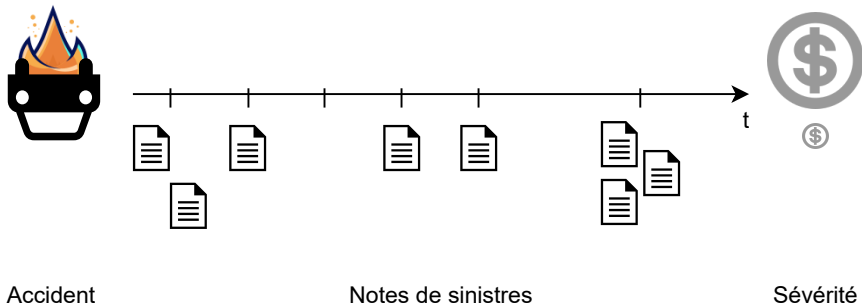 $
t
$
Accident
Notes de sinistres
Sévérité